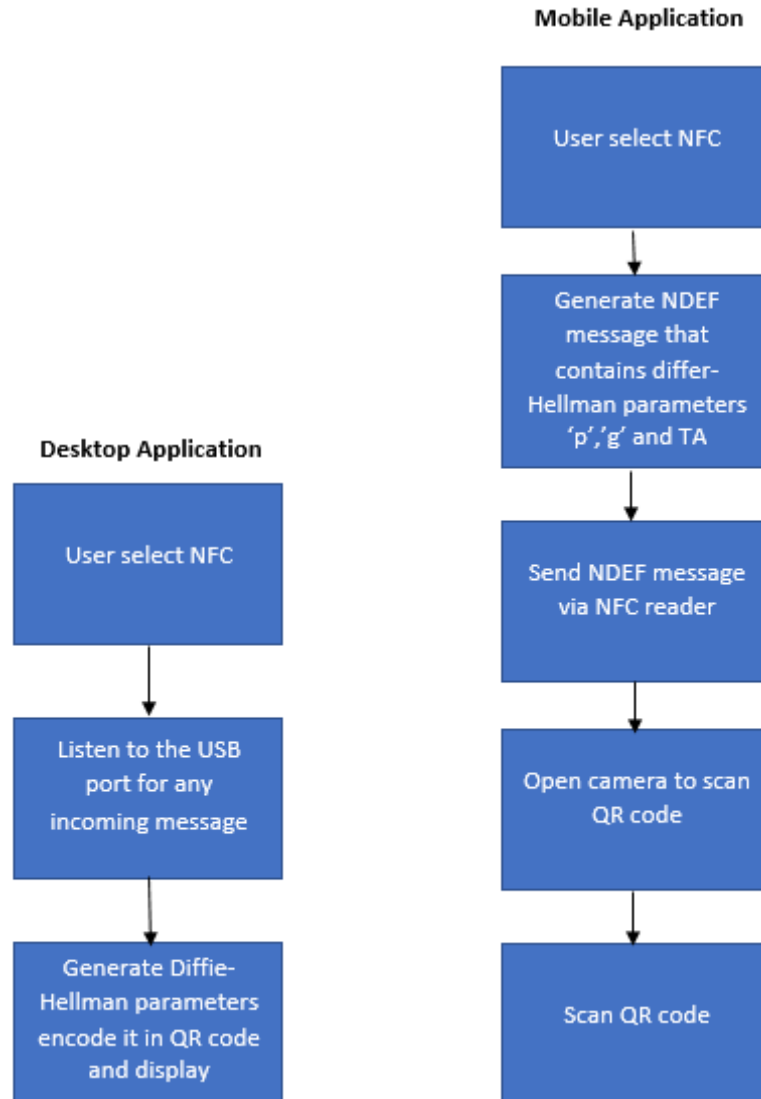 Mobile Application
User select NFC
Generate NDEF
message that
contains differ-
Hellman parameters
‘p’,’g’ and TA
Send NDEF message
via NFC reader
Open camera to scan
QR code
Scan QR code
Desktop Application
User select NFC
Listen to the USB
port for any
incoming message
Generate Diffie-
Hellman parameters
encode it in QR code
and display